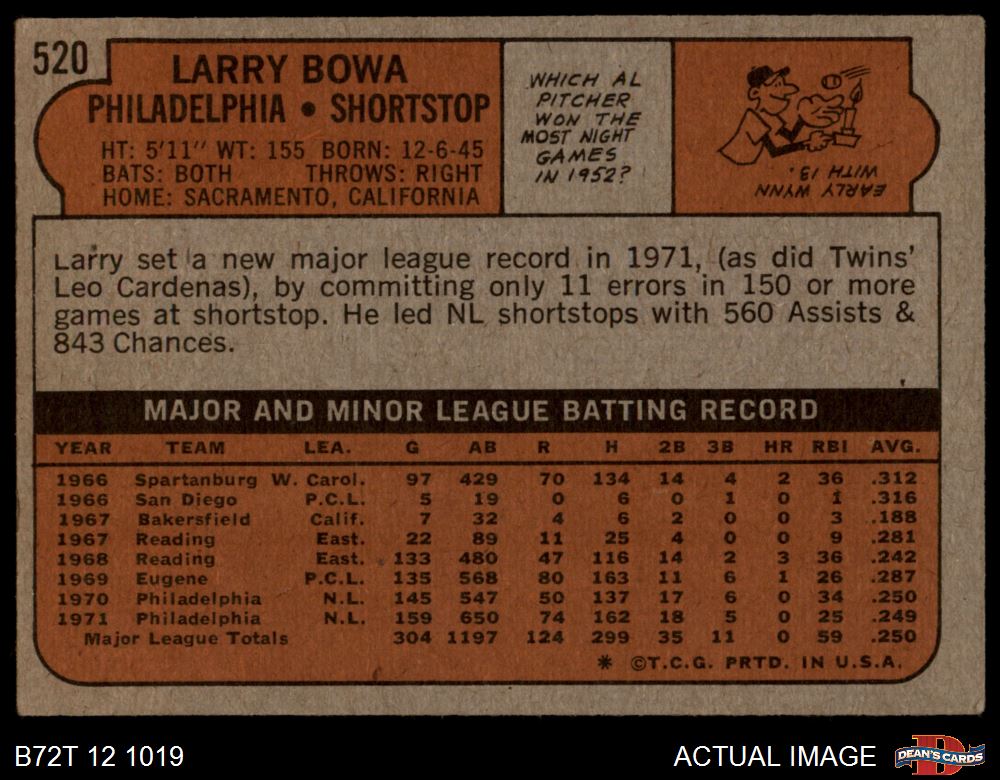 520
LARRY BOWA
PHILADELPHIA • SHORTSTOP
HT: 5'11" WT: 155 BORN: 12-6-45
BATS: BOTH THROWS: RIGHT
HOME: SACRAMENTO, CALIFORNIA
WHICH AL
PITCHER
WON THE
MOST NIGHT
GAMES
IN 1952?
EARLY WYNN
WITH 13.
Larry set a new major league record in 1971, (as did Twins'
Leo Cardenas), by committing only 11 errors in 150 or more
games at shortstop. He led NL shortstops with 560 Assists &
843 Chances.
MAJOR AND MINOR LEAGUE BATTING RECORD
YEAR TEAM LEA. G AB R H 2B 3B HR RBI AVG.
1966 Spartanburg W. Carol. 97 429 70 134 14 4 2 36 .312
1966 San Diego P.C.L. 5 19 0 6 0 1 0 1 .316
1967 Bakersfield Calif. 7 32 4 6 2 0 0 3 .188
1967 Reading East. 22 89 11 25 4 0 0 9 .281
1968 Reading East. 133 480 47 116 14 2 3 36 .242
1969 Eugene P.C.L. 135 568 80 163 11 6 1 26 .287
1970 Philadelphia N.L. 145 547 50 137 17 6 0 34 .250
1971 Philadelphia N.L. 159 650 74 162 18 5 0 25 .249
Major League Totals 304 1197 124 299 35 11 0 59 .250
* ©T.C.G. PRTD. IN U.S.A.
B72T 12 1019
ACTUAL IMAGE
DEAN'S CARDS